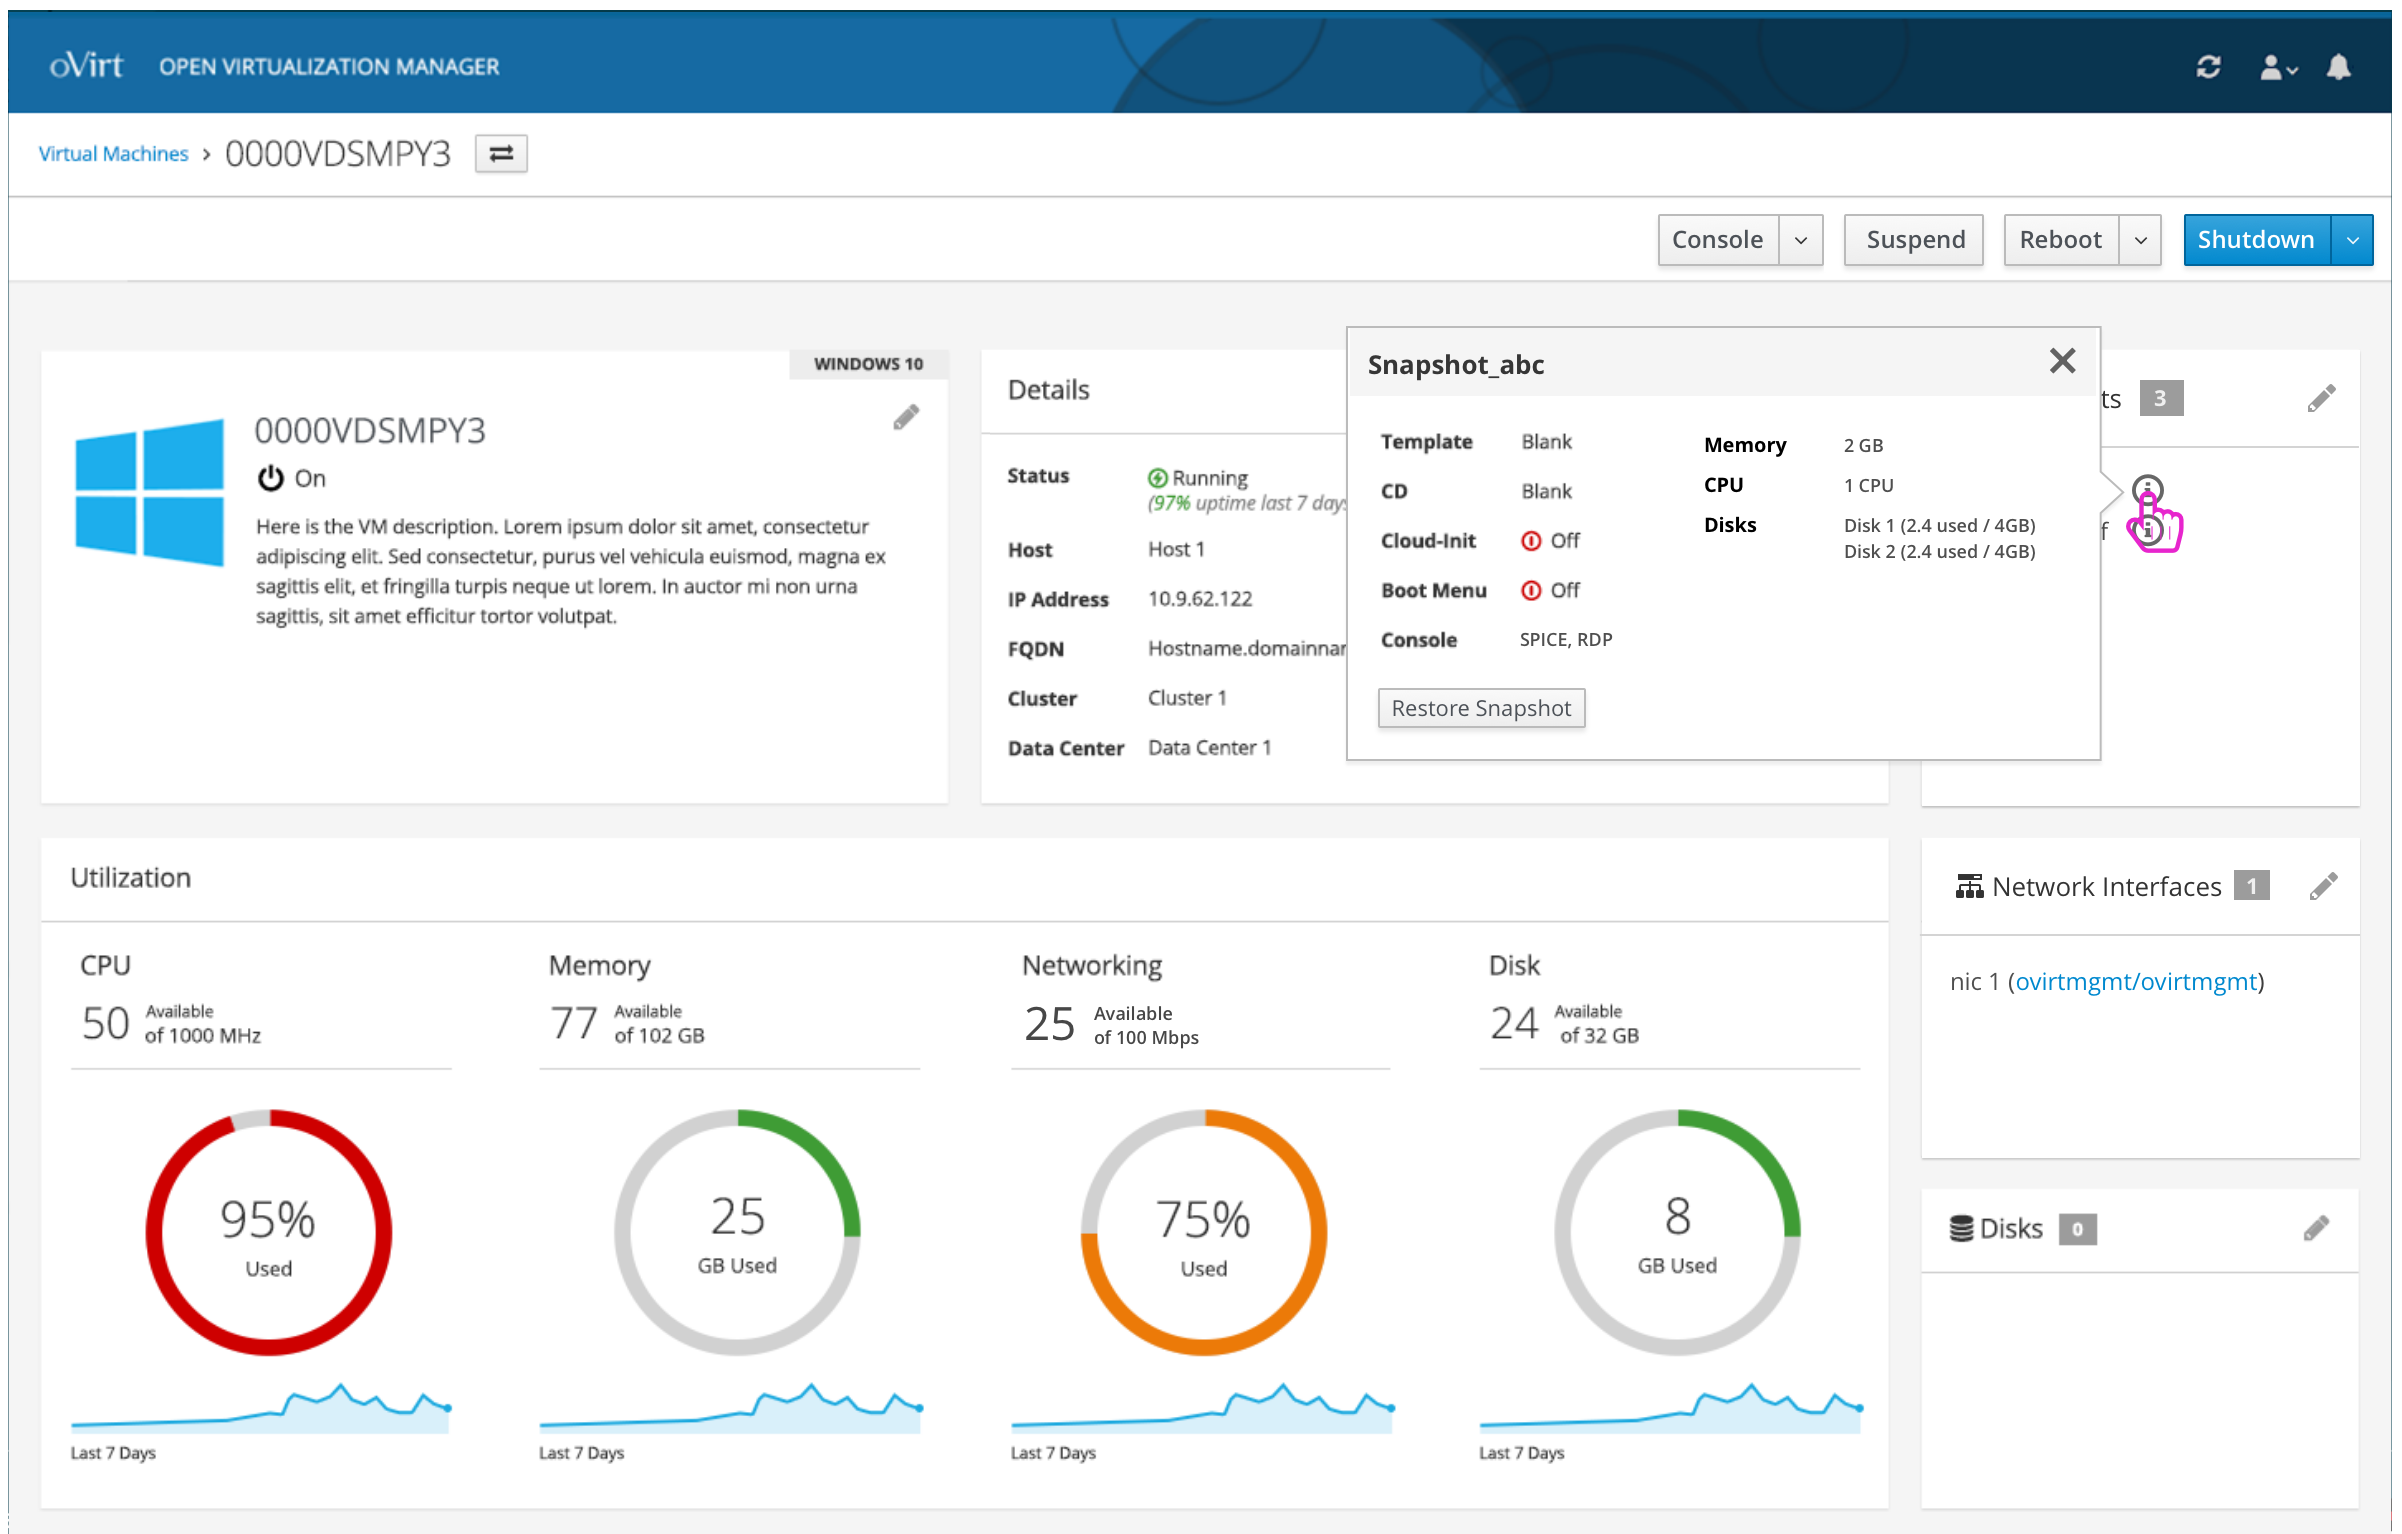 oVirt OPEN VIRTUALIZATION MANAGER
Virtual Machines > 0000VDSMPY3
Console Suspend Reboot Shutdown
WINDOWS 10
0000VDSMPY3
On
Here is the VM description. Lorem ipsum dolor sit amet, consectetur
adipiscing elit. Sed consectetur, purus vel vehicula euismod, magna ex
sagittis elit, et fringilla turpis neque ut lorem. In auctor mi non urna
sagittis, sit amet efficitur tortor volutpat.
Details
Status Running
(97% uptime last 7 days
Host Host 1
IP Address 10.9.62.122
FQDN Hostname.domainnar
Cluster Cluster 1
Data Center Data Center 1
Snapshot_abc
Template Blank
CD Blank
Cloud-Init Off
Boot Menu Off
Console SPICE, RDP
Memory 2 GB
CPU 1 CPU
Disks Disk 1 (2.4 used / 4GB)
Disk 2 (2.4 used / 4GB)
Restore Snapshot
ts 3
f
Utilization
CPU
50 Available
of 1000 MHz
95%
Used
Last 7 Days
Memory
77 Available
of 102 GB
25
GB Used
Last 7 Days
Networking
25 Available
of 100 Mbps
75%
Used
Last 7 Days
Disk
24 Available
of 32 GB
8
GB Used
Last 7 Days
Network Interfaces 1
nic 1 (ovirtmgmt/ovirtmgmt)
Disks 0